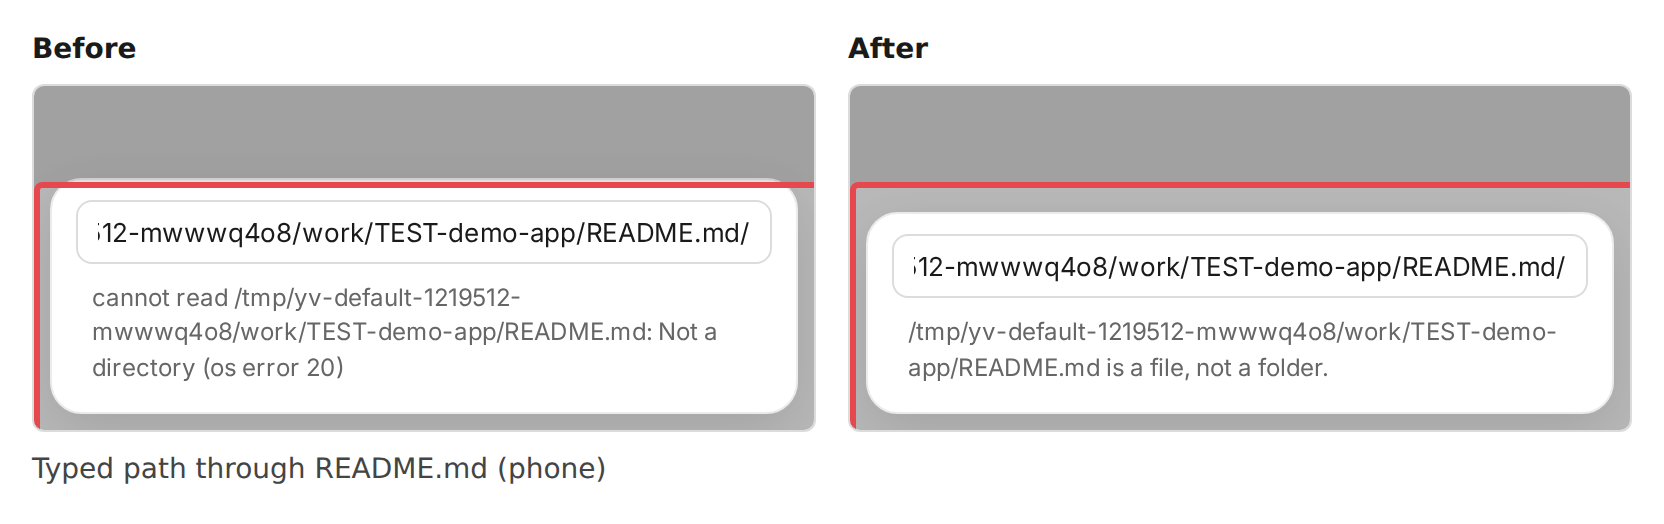 Before
512-mwwwq4o8/work/TEST-demo-app/README.md/
cannot read /tmp/yv-default-1219512-
mwwwq4o8/work/TEST-demo-app/README.md: Not a
directory (os error 20)
After
512-mwwwq4o8/work/TEST-demo-app/README.md/
/tmp/yv-default-1219512-mwwwq4o8/work/TEST-demo-
app/README.md is a file, not a folder.
Typed path through README.md (phone)